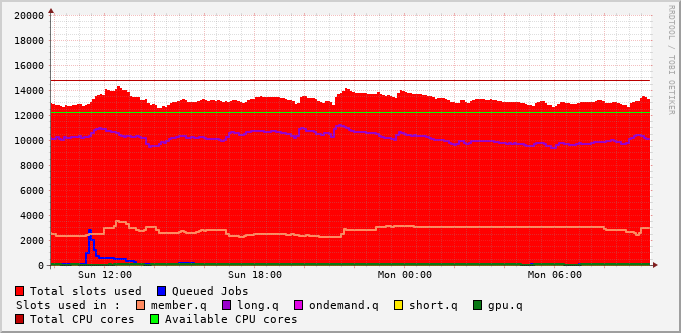 20000
18000
16000
14000
12000
10000
8000
6000
4000
2000
0
Sun 12:00 Sun 18:00 Mon 00:00 Mon 06:00
RRDTOOL / TOBI OETIKER
Total slots used Queued Jobs
Slots used in : member.q long.q ondemand.q short.q gpu.q
Total CPU cores Available CPU cores